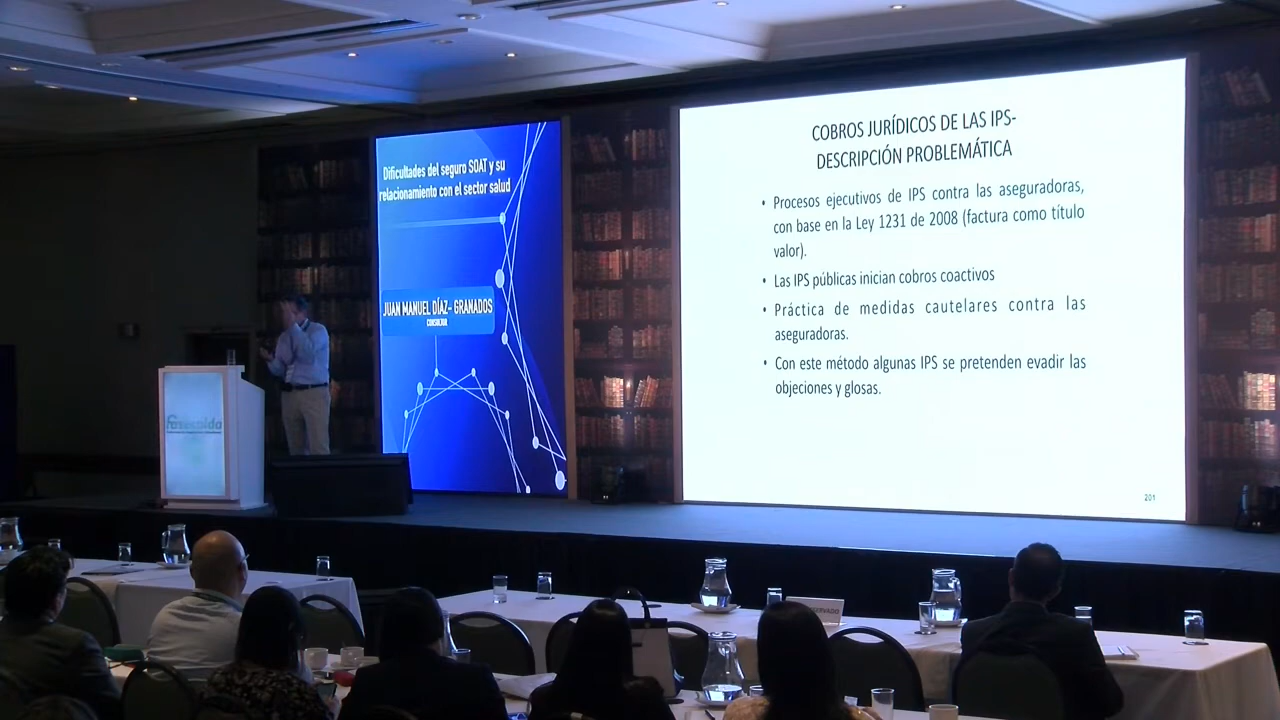 Dificultades del seguro SOAT y su
relacionamiento con el sector salud
JUAN MANUEL DÍAZ- GRANADOS
CONSULTOR
COBROS JURÍDICOS DE LAS IPS-
DESCRIPCIÓN PROBLEMÁTICA
• Procesos ejecutivos de IPS contra las aseguradoras,
con base en la Ley 1231 de 2008 (factura como título
valor).
• Las IPS públicas inician cobros coactivos
• Práctica de medidas cautelares contra las
aseguradoras.
• Con este método algunas IPS se pretenden evadir las
objeciones y glosas.
201
fasecolda